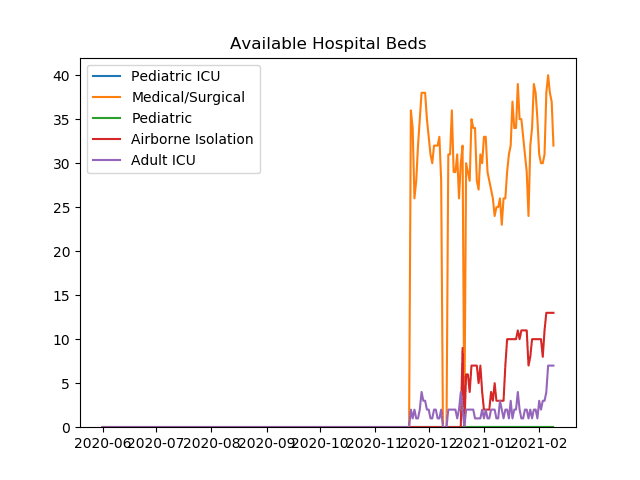 Available Hospital Beds
Pediatric ICU
Medical/Surgical
Pediatric
Airborne Isolation
Adult ICU
40
35
30
25
20
15
10
5
0
2020-06 2020-07 2020-08 2020-09 2020-10 2020-11 2020-12 2021-01 2021-02